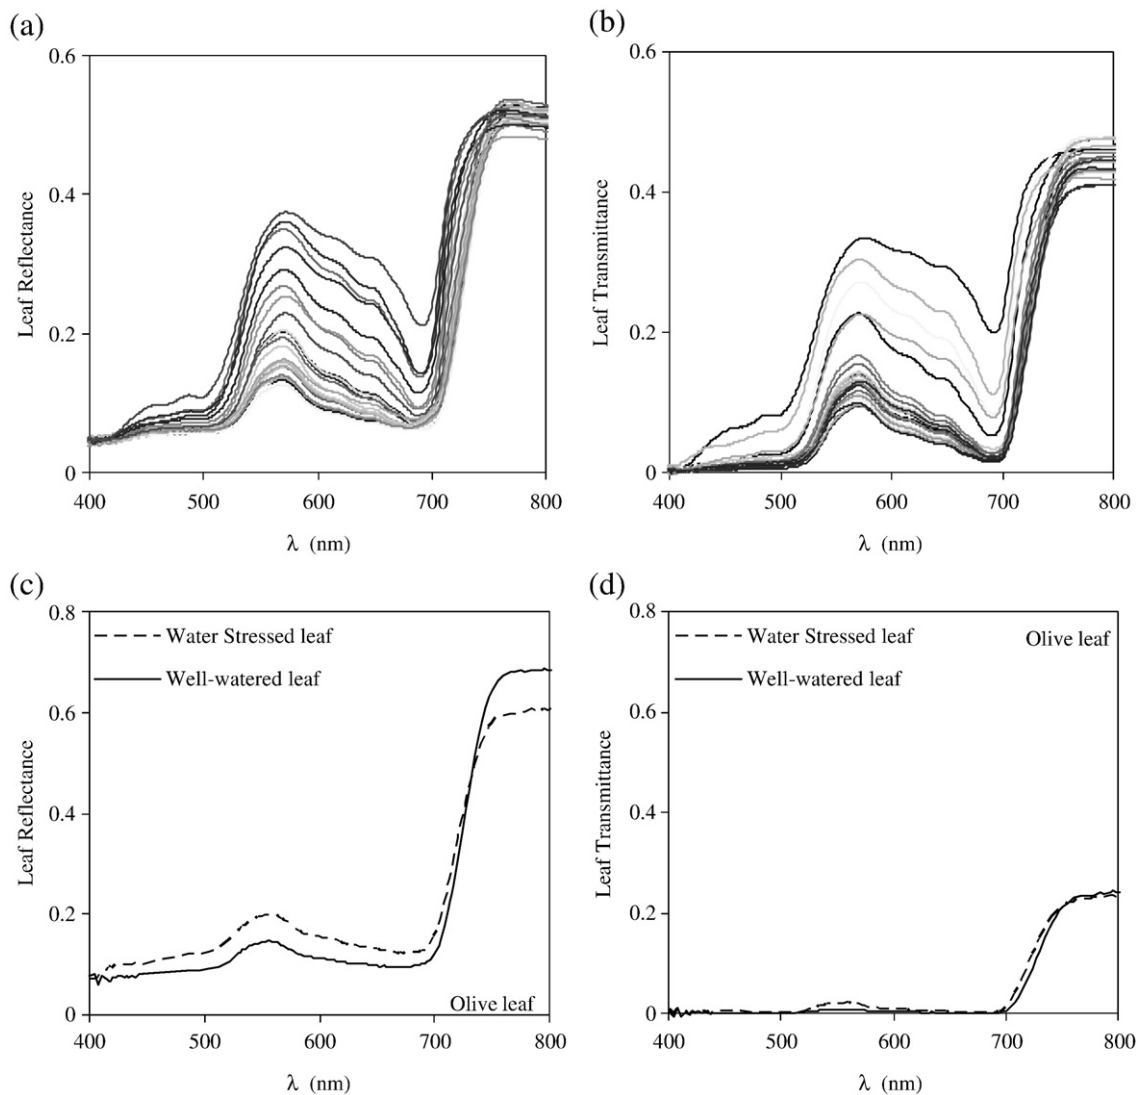 (a)
0.6
0.4
0.2
0
Leaf Reflectance
400 500 600 700 800
λ (nm)
(b)
0.6
0.4
0.2
0
Leaf Transmittance
400 500 600 700 800
λ (nm)
(c)
0.8
0.6
0.4
0.2
0
Leaf Reflectance
Water Stressed leaf
Well-watered leaf
Olive leaf
400 500 600 700 800
λ (nm)
(d)
0.8
0.6
0.4
0.2
0
Leaf Transmittance
Water Stressed leaf
Olive leaf
Well-watered leaf
400 500 600 700 800
λ (nm)